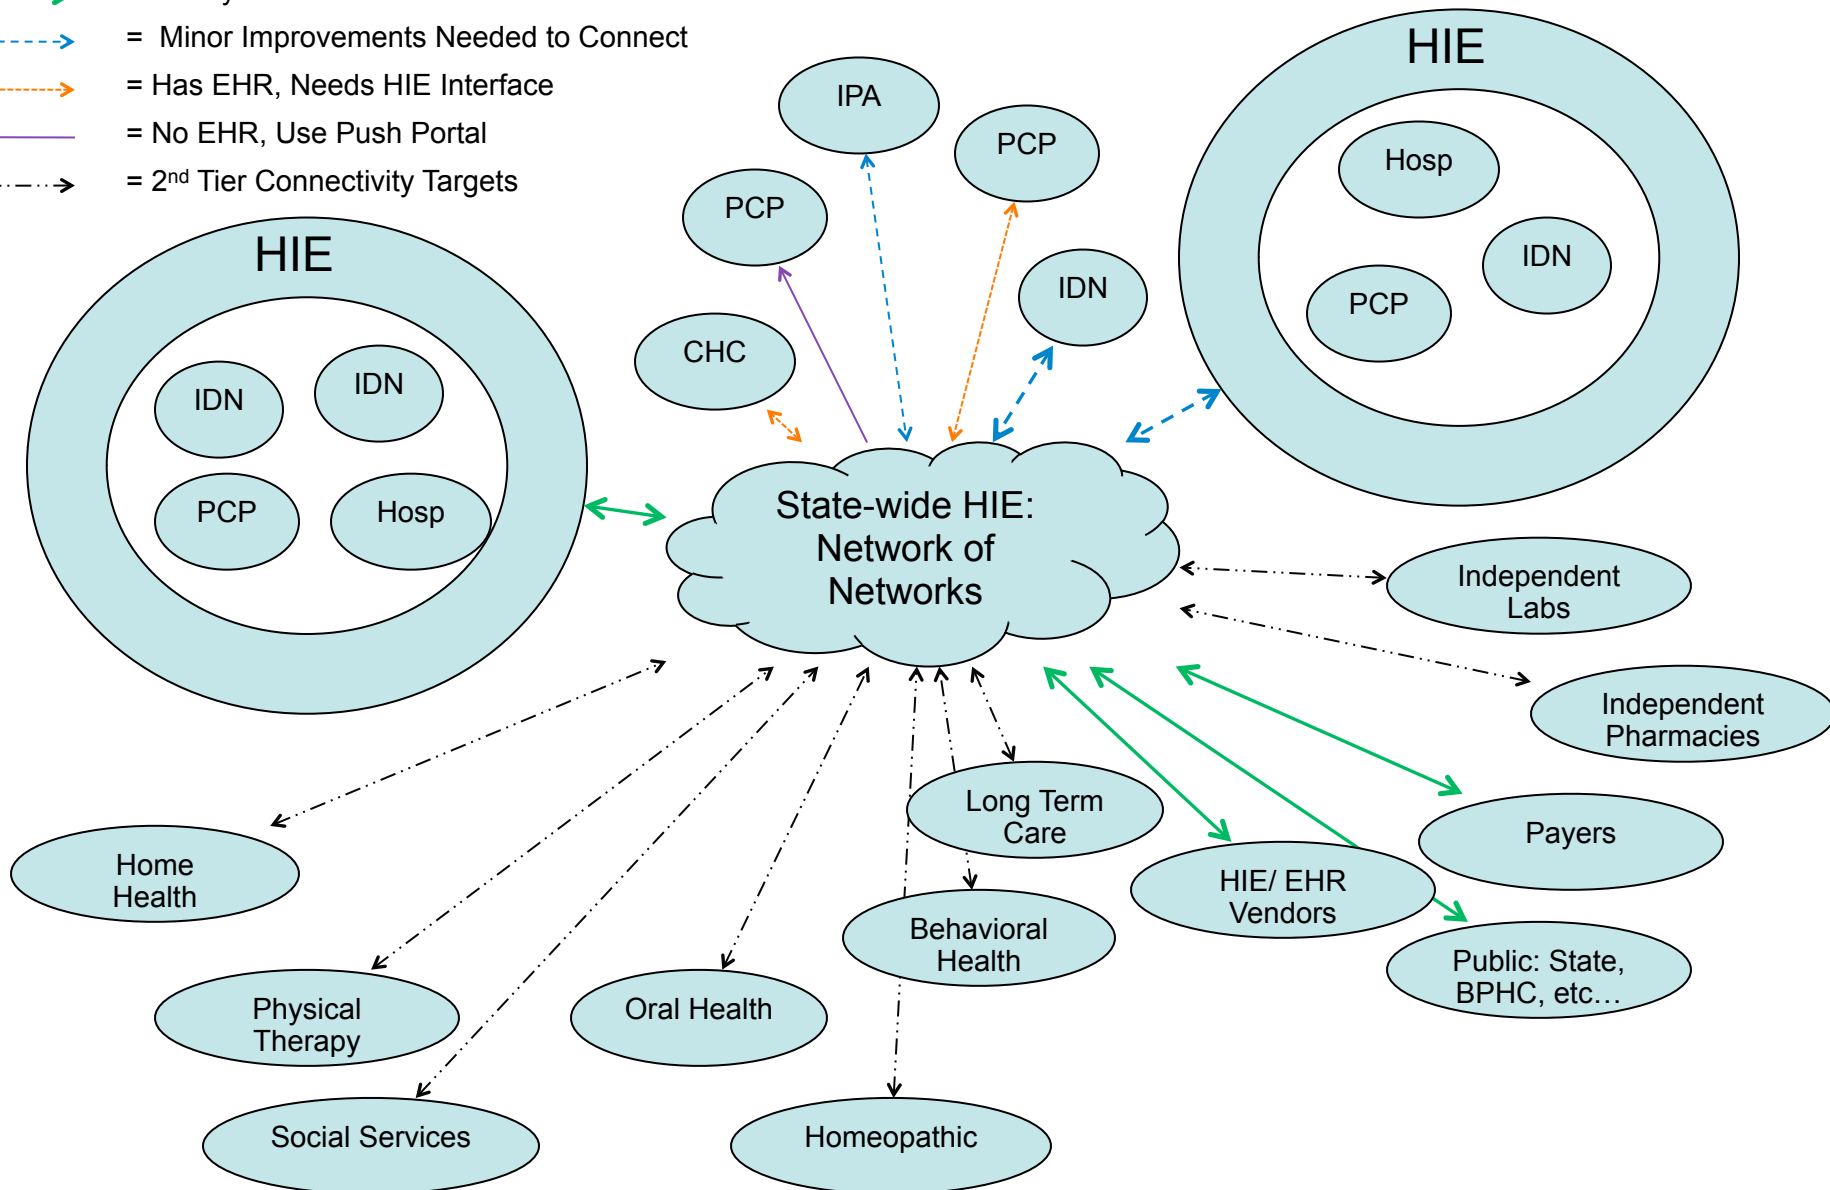 = Minor Improvements Needed to Connect
= Has EHR, Needs HIE Interface
= No EHR, Use Push Portal
= 2nd Tier Connectivity Targets
HIE
IDN
IDN
PCP
Hosp
IPA
PCP
PCP
IDN
CHC
HIE
Hosp
IDN
PCP
State-wide HIE:
Network of
Networks
Independent
Labs
Independent
Pharmacies
Payers
HIE/ EHR
Vendors
Public: State,
BPHC, etc…
Long Term
Care
Behavioral
Health
Home
Health
Physical
Therapy
Oral Health
Social Services
Homeopathic